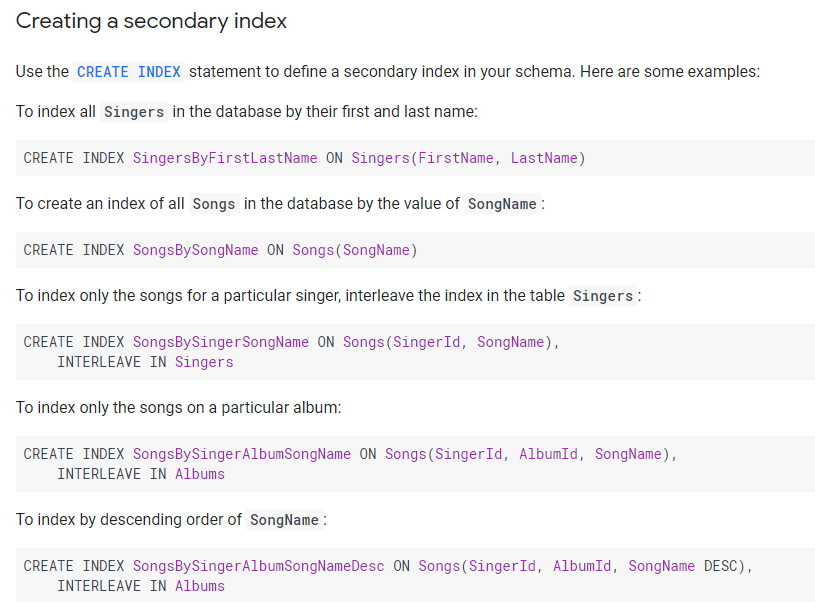 Creating a secondary index
Use the CREATE INDEX statement to define a secondary index in your schema. Here are some examples:
To index all Singers in the database by their first and last name:
CREATE INDEX SingersByFirstLastName ON Singers(FirstName, LastName)
To create an index of all Songs in the database by the value of SongName:
CREATE INDEX SongsBySongName ON Songs(SongName)
To index only the songs for a particular singer, interleave the index in the table Singers:
CREATE INDEX SongsBySingerSongName ON Songs(SingerId, SongName),
    INTERLEAVE IN Singers
To index only the songs on a particular album:
CREATE INDEX SongsBySingerAlbumSongName ON Songs(SingerId, AlbumId, SongName),
    INTERLEAVE IN Albums
To index by descending order of SongName:
CREATE INDEX SongsBySingerAlbumSongNameDesc ON Songs(SingerId, AlbumId, SongName DESC),
    INTERLEAVE IN Albums